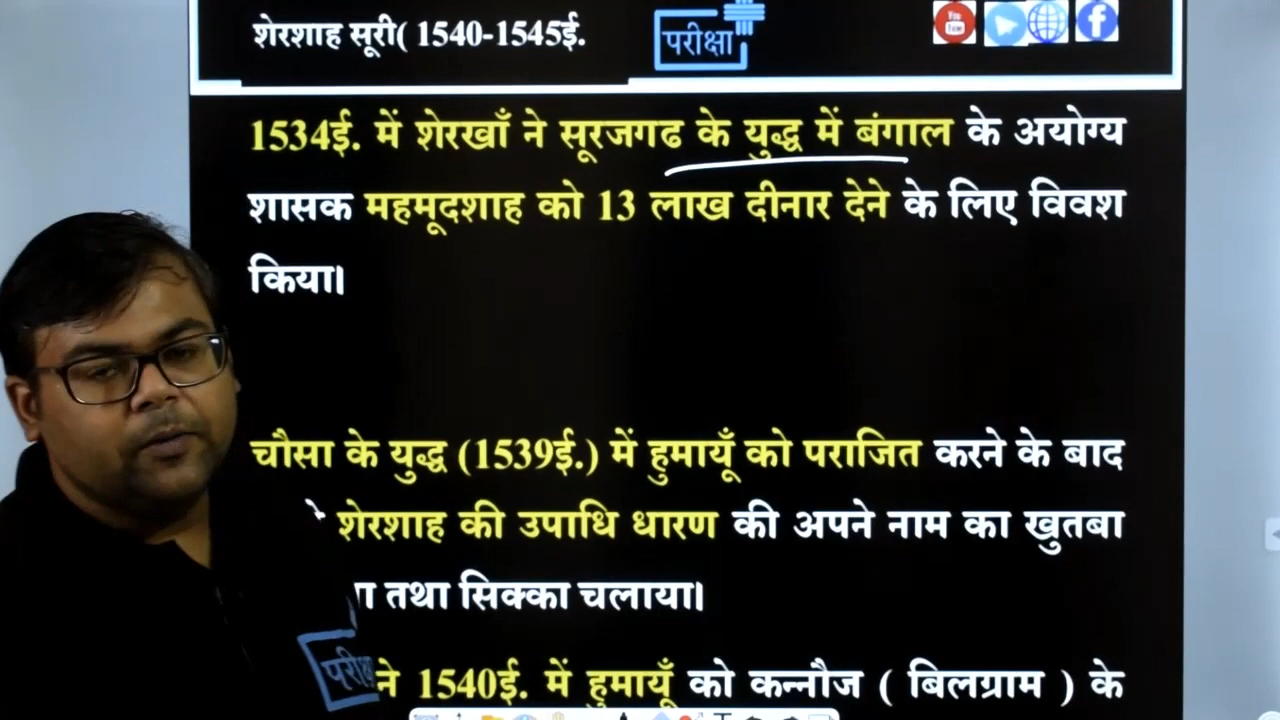 शेरशाह सूरी( 1540-1545ई.
परीक्षा
You
1534ई. में शेरखाँ ने सूरजगढ के युद्ध में बंगाल के अयोग्य
शासक महमूदशाह को 13 लाख दीनार देने के लिए विवश
किया।
चौसा के युद्ध (1539ई.) में हुमायूँ को पराजित करने के बाद
शेरशाह की उपाधि धारण की अपने नाम का खुतबा
तथा सिक्का चलाया।
ने 1540ई. में हुमायूँ को कन्नौज ( बिलग्राम ) के